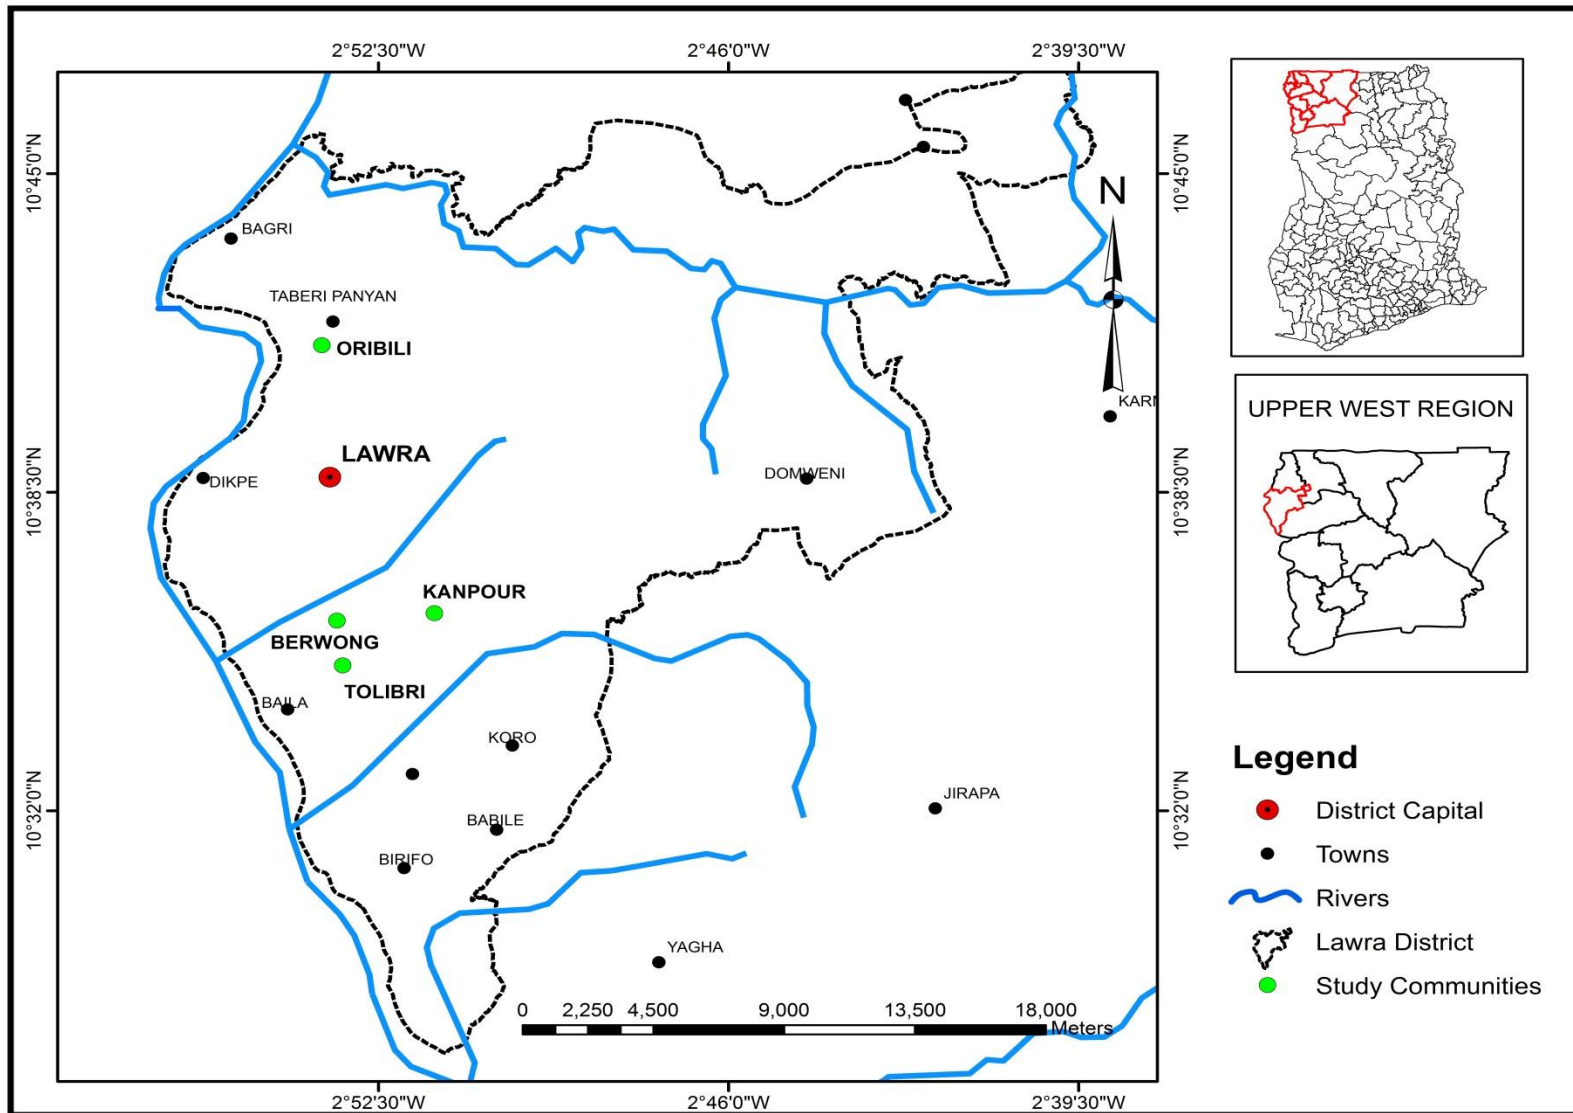 2°52'30"W
2°46'0"W
2°39'30"W
10°45'0"N
10°45'0"N
N
BAGRI
TABERI PANYAN
ORIBILI
KARN
LAWRA
10°38'30"N
DIKPE
DOMWENI
10°38'30"N
KANPOUR
BERWONG
TOLIBRI
BAILA
KORO
10°32'0"N
JIRAPA
10°32'0"N
BABILE
BIRIFO
YAGHA
0 2,250 4,500 9,000 13,500 18,000
Meters
2°52'30"W
2°46'0"W
2°39'30"W
UPPER WEST REGION
Legend
District Capital
Towns
Rivers
Lawra District
Study Communities